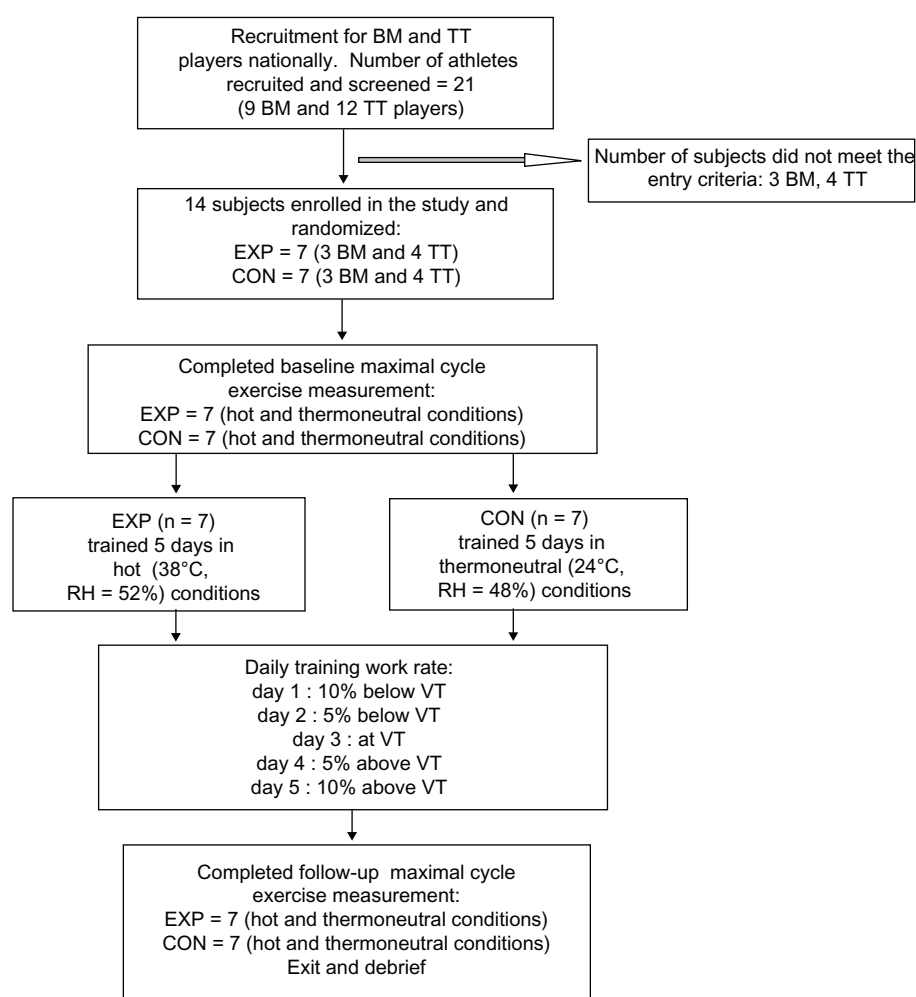 Recruitment for BM and TT
players nationally.  Number of athletes
recruited and screened = 21
(9 BM and 12 TT players)
Number of subjects did not meet the
entry criteria: 3 BM, 4 TT
14 subjects enrolled in the study and
randomized:
EXP = 7 (3 BM and 4 TT)
CON = 7 (3 BM and 4 TT)
Completed baseline maximal cycle
exercise measurement:
EXP = 7 (hot and thermoneutral conditions)
CON = 7 (hot and thermoneutral conditions)
EXP (n = 7)
trained 5 days in
hot  (38°C,
RH = 52%) conditions
CON (n = 7)
trained 5 days in
thermoneutral (24°C,
RH = 48%) conditions
Daily training work rate:
day 1 : 10% below VT
day 2 : 5% below VT
day 3 : at VT
day 4 : 5% above VT
day 5 : 10% above VT
Completed follow-up  maximal cycle
exercise measurement:
EXP = 7 (hot and thermoneutral conditions)
CON = 7 (hot and thermoneutral conditions)
Exit and debrief